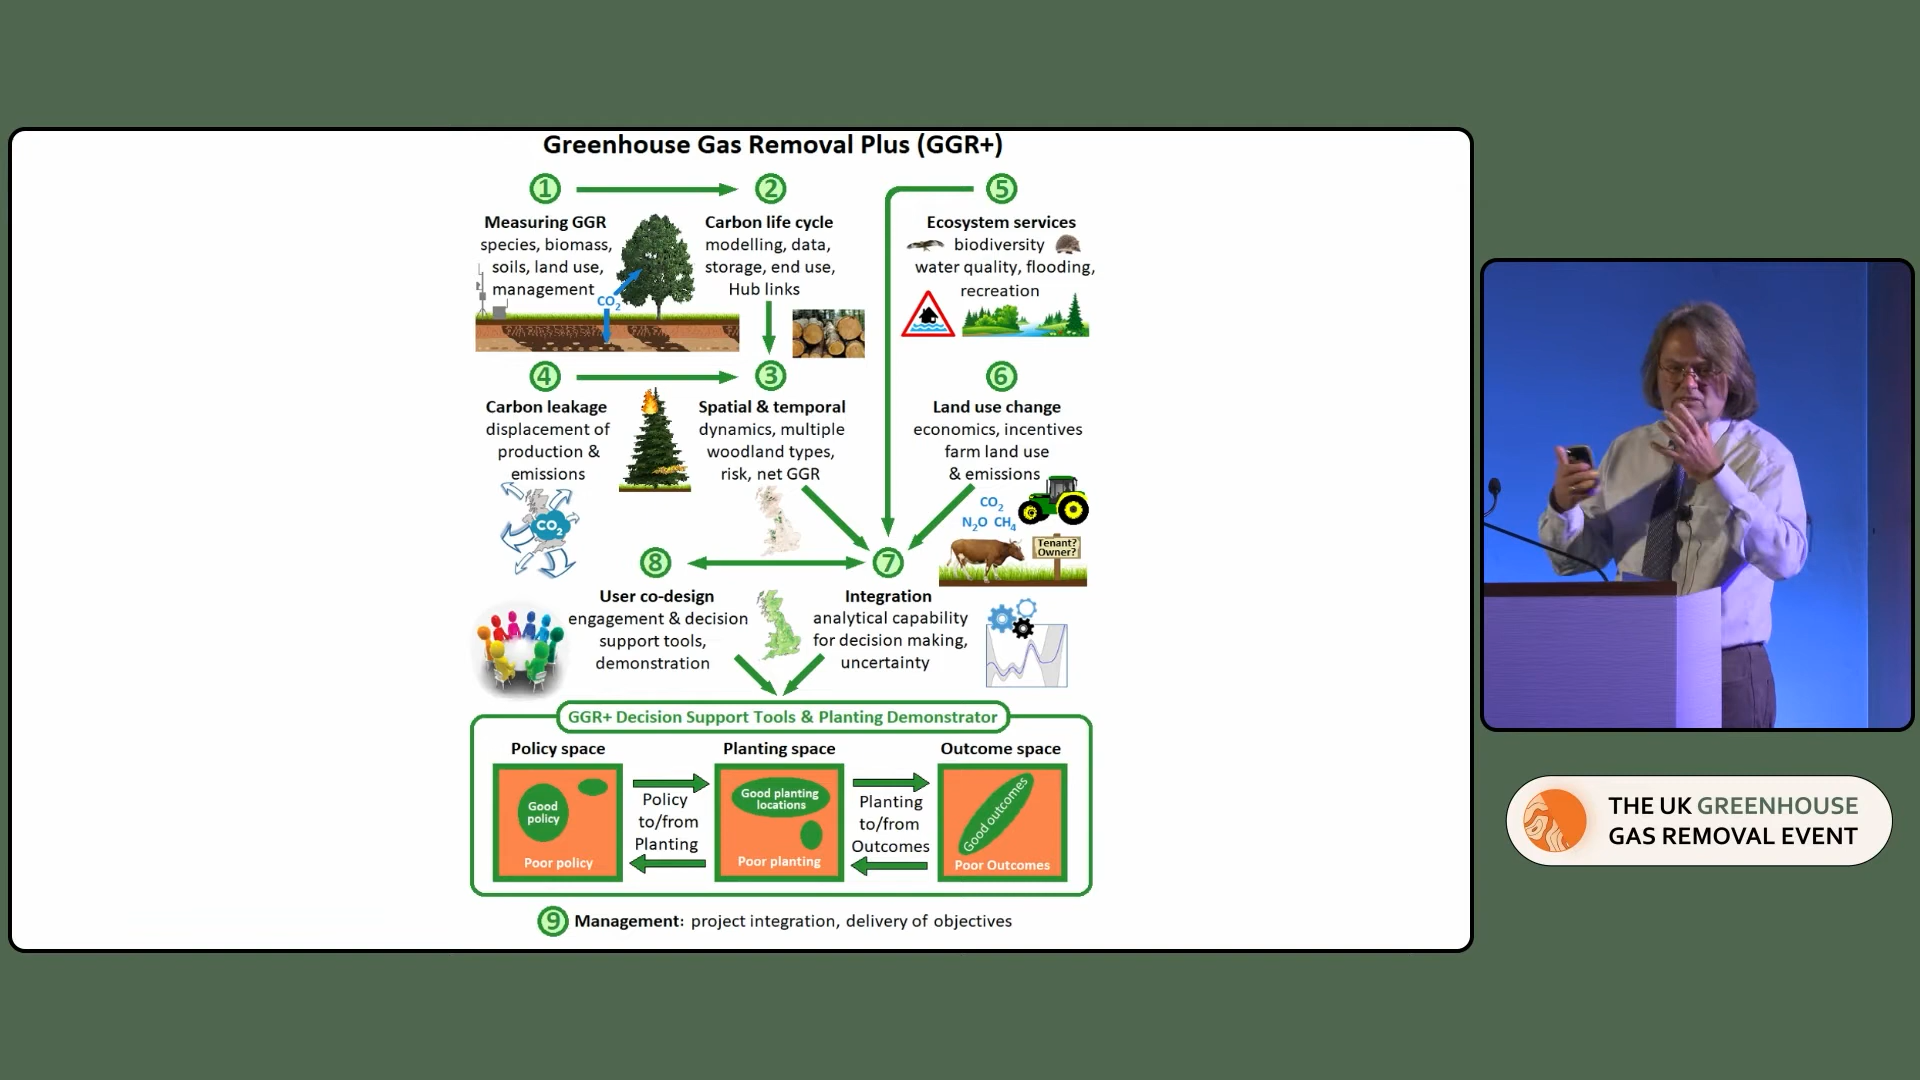 Greenhouse Gas Removal Plus (GGR+)
1
2
5
Measuring GGR
species, biomass,
soils, land use,
management
CO2
Carbon life cycle
modelling, data,
storage, end use,
Hub links
Ecosystem services
biodiversity
water quality, flooding,
recreation
4
3
6
Carbon leakage
displacement of
production &
emissions
CO2
Spatial & temporal
dynamics, multiple
woodland types,
risk, net GGR
Land use change
economics, incentives
farm land use
& emissions
CO2
N2O CH4
Tenant?
Owner?
8
7
User co-design
engagement & decision
support tools,
demonstration
Integration
analytical capability
for decision making,
uncertainty
GGR+ Decision Support Tools & Planting Demonstrator
Policy space
Good
policy
Poor policy
Policy
to/from
Planting
Planting space
Good planting
locations
Poor planting
Planting
to/from
Outcomes
Outcome space
Good outcomes
Poor Outcomes
9 Management: project integration, delivery of objectives
THE UK GREENHOUSE
GAS REMOVAL EVENT